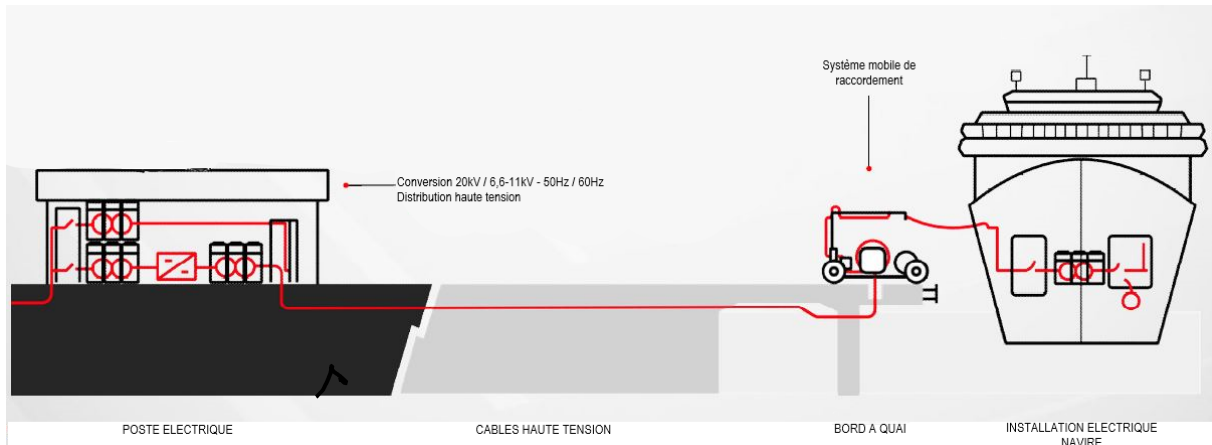 Système mobile de
raccordement
Conversion 20kV / 6,6-11kV - 50Hz / 60Hz
Distribution haute tension
POSTE ELECTRIQUE
CABLES HAUTE TENSION
BORD A QUAI
INSTALLATION ELECTRIQUE
NAVIRE